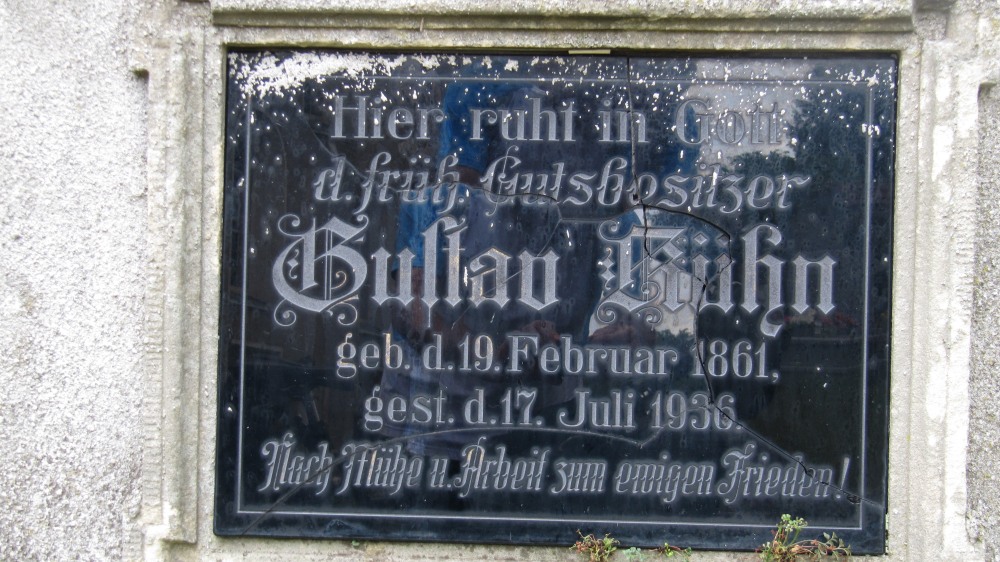 Hier ruht in Gott
d. früh. Gutsbesitzer
Gustav Kühn
geb. d. 19. Februar 1861,
gest. d. 17. Juli 1936.
Nach Mühe u. Arbeit zum ewigen Frieden!